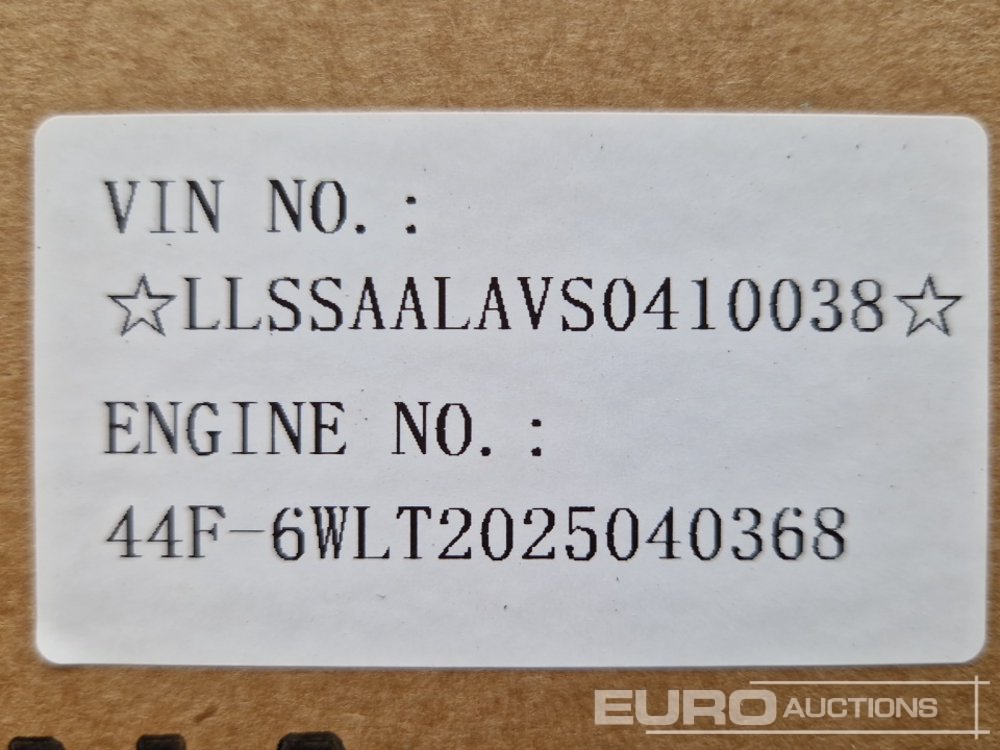 VIN NO.:
☆LLSSAALAVS0410038☆
ENGINE NO.:
44F-6WLT2025040368
EURO AUCTIONS